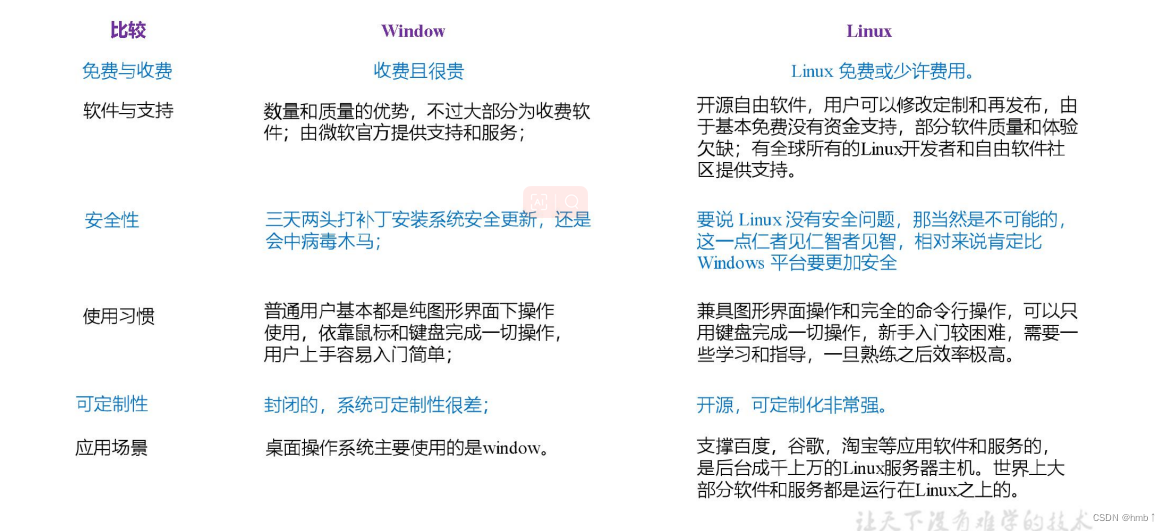 比较 Window Linux
免费与收费 收费且很贵 Linux 免费或少许费用。
软件与支持
数量和质量的优势，不过大部分为收费软
件；由微软官方提供支持和服务；
开源自由软件，用户可以修改定制和再发布，由
于基本免费没有资金支持，部分软件质量和体验
欠缺；有全球所有的Linux开发者和自由软件社
区提供支持。
安全性
三天两头打补丁安装系统安全更新，还是
会中病毒木马；
要说 Linux 没有安全问题，那当然是不可能的，
这一点仁者见仁智者见智，相对来说肯定比
Windows 平台要更加安全
使用习惯
普通用户基本都是纯图形界面下操作
使用，依靠鼠标和键盘完成一切操作，
用户上手容易入门简单；
兼具图形界面操作和完全的命令行操作，可以只
用键盘完成一切操作，新手入门较困难，需要一
些学习和指导，一旦熟练之后效率极高。
可定制性 封闭的，系统可定制性很差； 开源，可定制化非常强。
应用场景
桌面操作系统主要使用的是window。
支撑百度，谷歌，淘宝等应用软件和服务的，
是后台成千上万的Linux服务器主机。世界上大
部分软件和服务都是运行在Linux之上的。
让天下没有难学的技术
CSDN @hmb↑